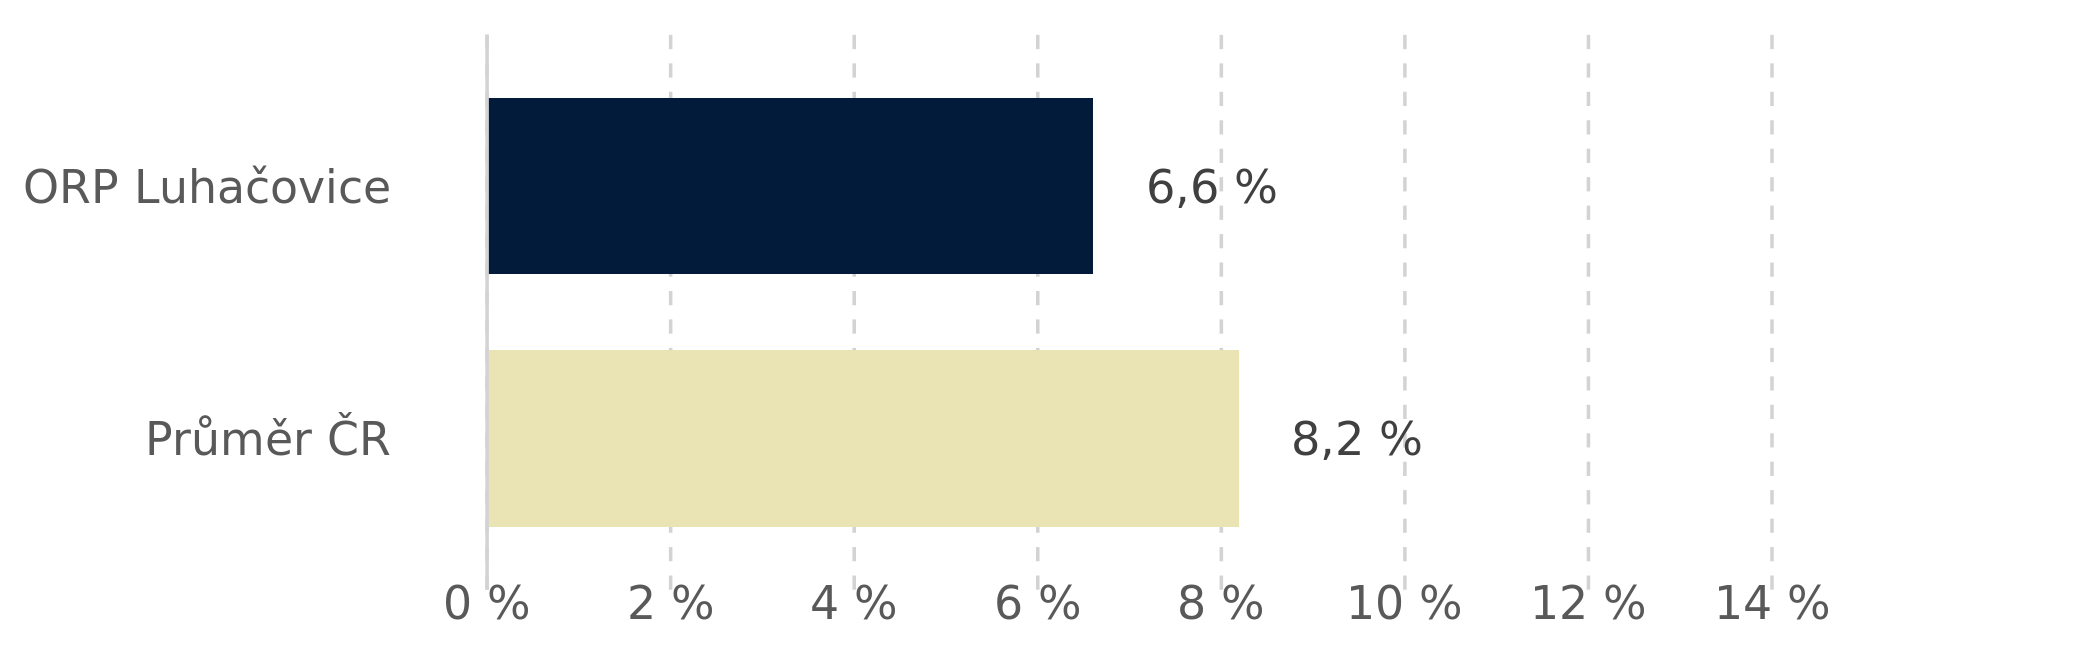 ORP Luhačovice
6,6 %
Průměr ČR
8,2 %
0 % 2 % 4 % 6 % 8 % 10 % 12 % 14 %